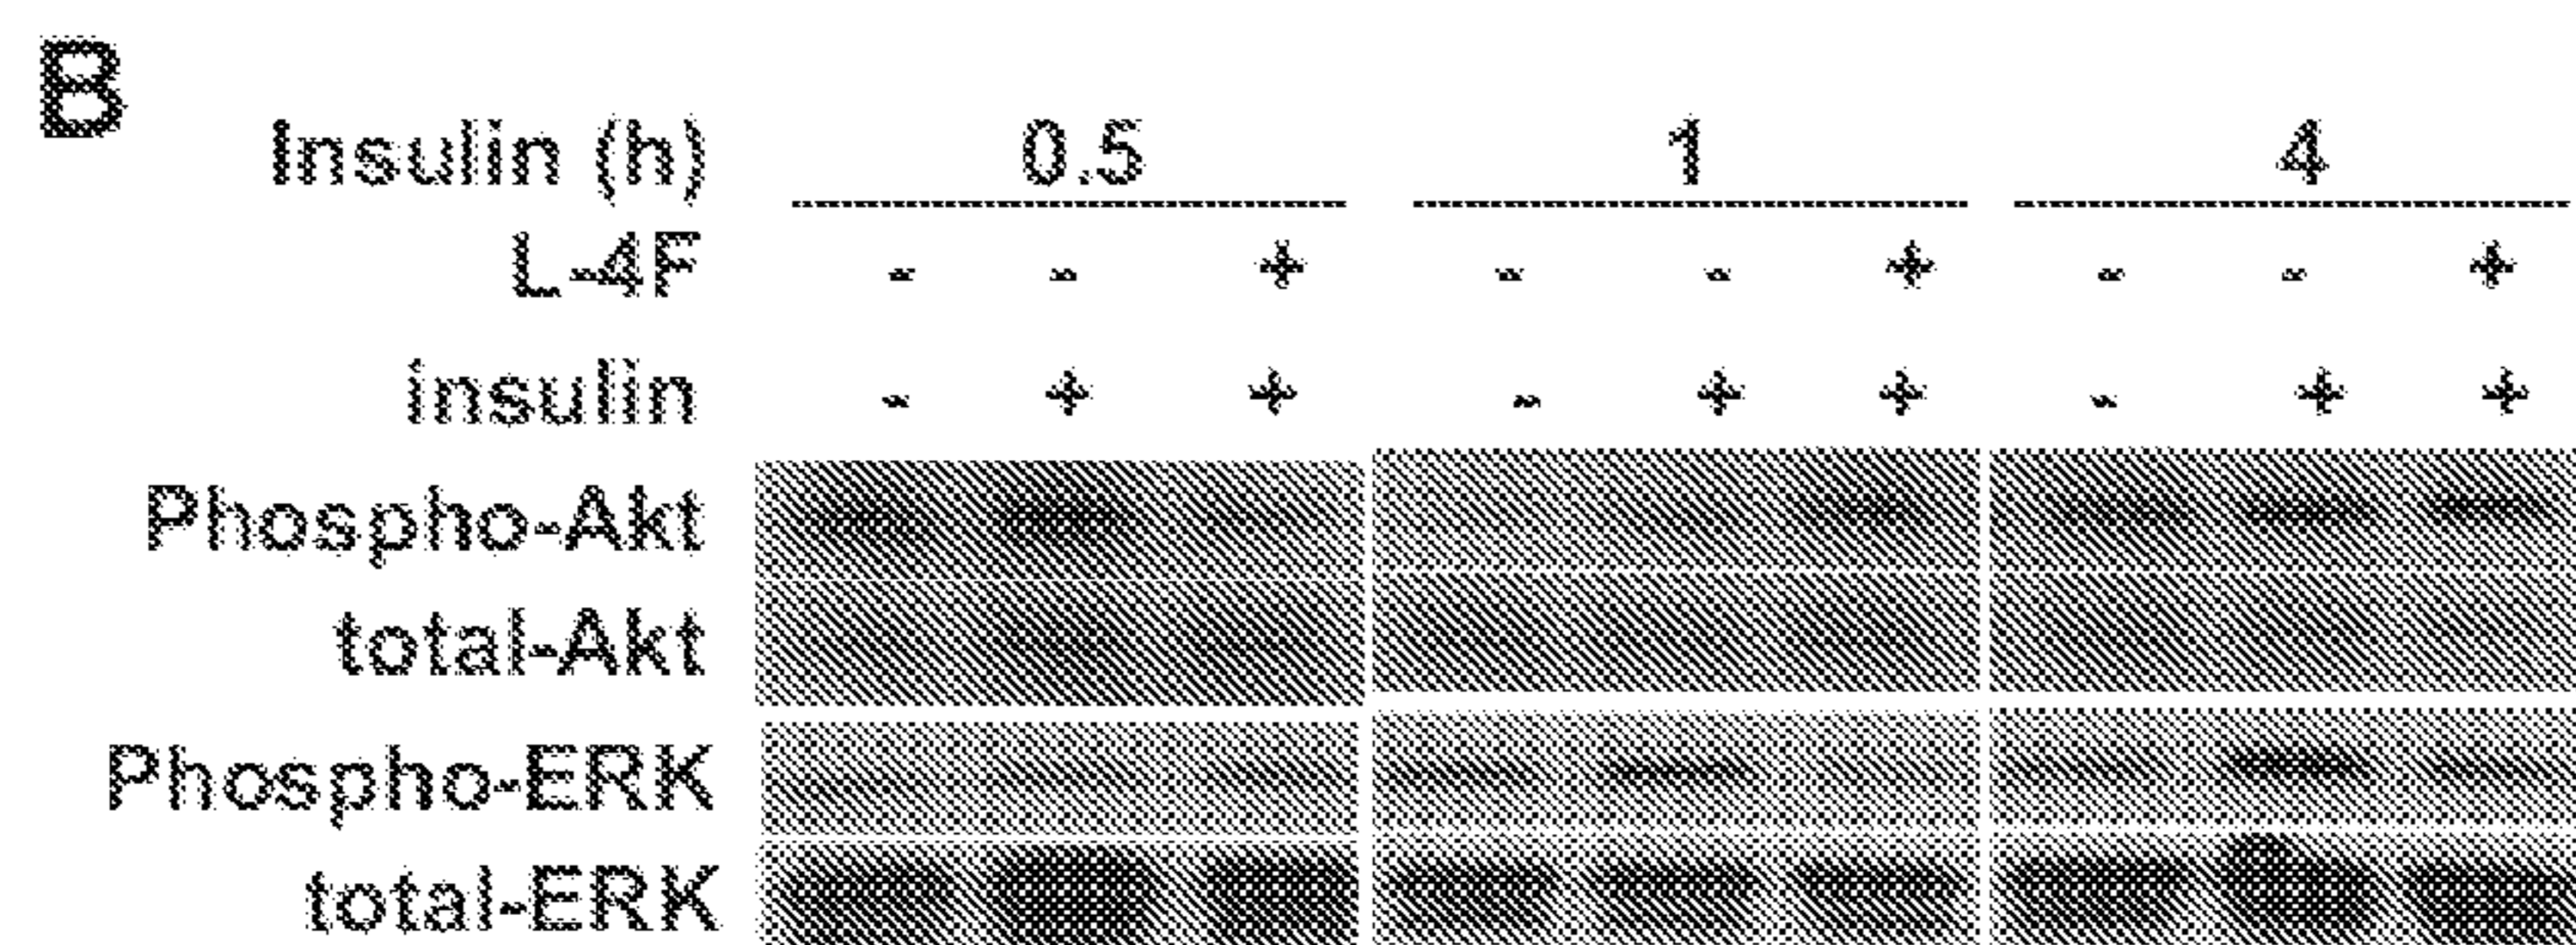 B
Insulin (h) 0.5 1 4
L-4F - - + - - + - - +
insulin - + + - + + - + +
Phospho-Akt
total-Akt
Phospho-ERK
total-ERK